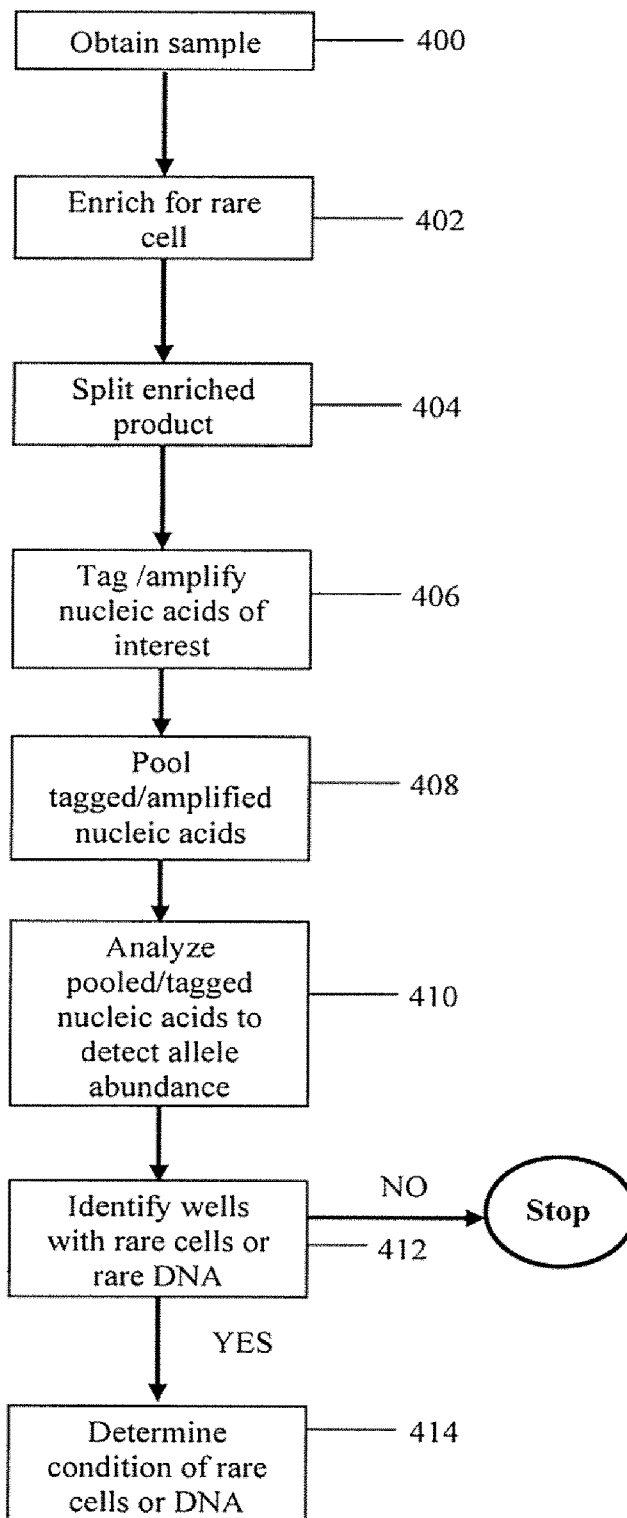 Obtain sample
400
Enrich for rare
cell
402
Split enriched
product
404
Tag /amplify
nucleic acids of
interest
406
Pool
tagged/amplified
nucleic acids
408
Analyze
pooled/tagged
nucleic acids to
detect allele
abundance
410
Identify wells
with rare cells or
rare DNA
412
NO
Stop
YES
Determine
condition of rare
cells or DNA
414